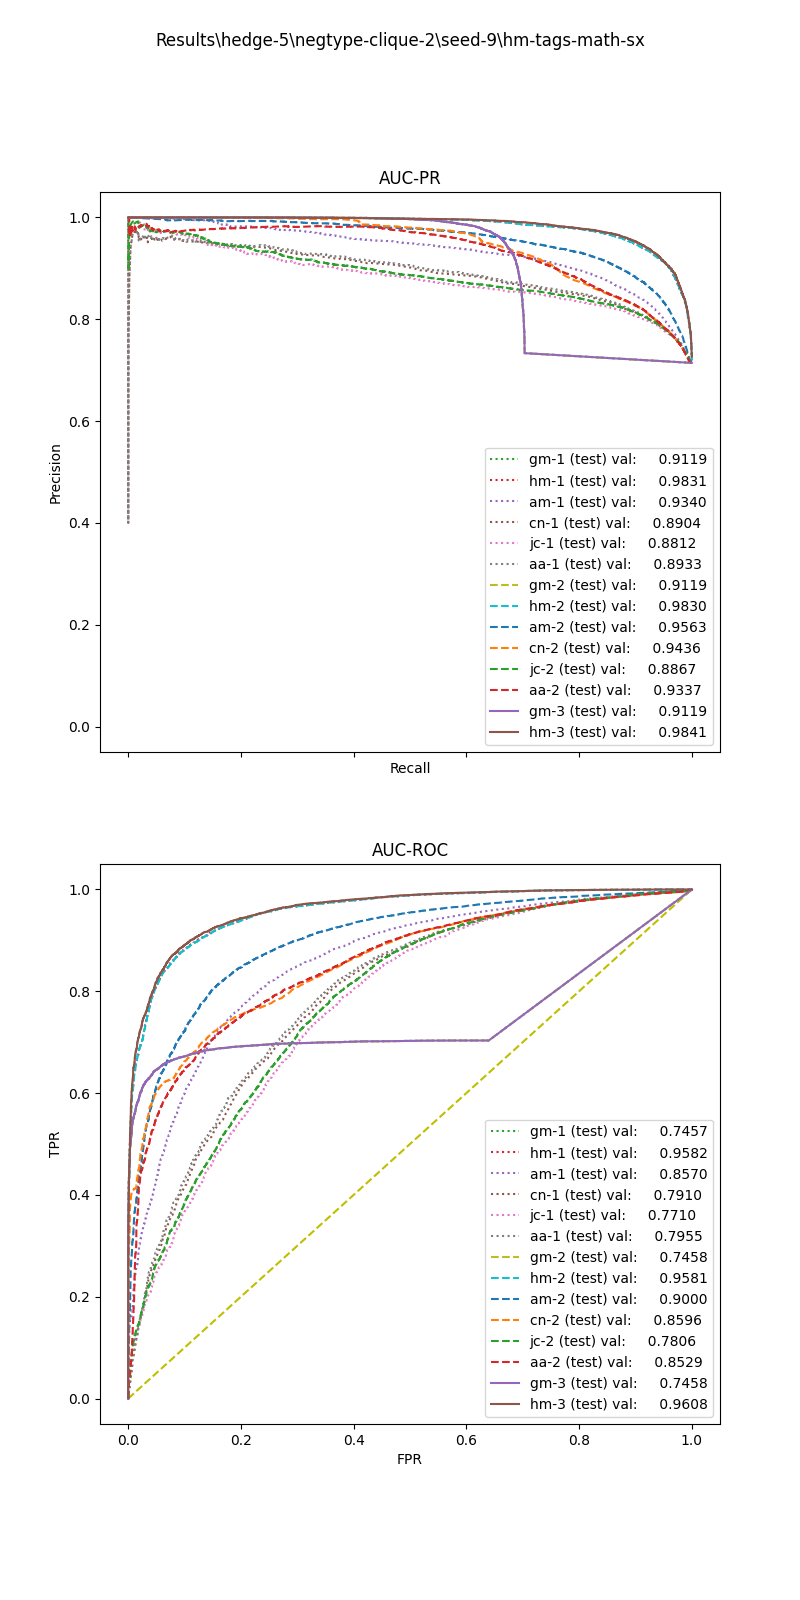 Results\hedge-5\negtype-clique-2\seed-9\hm-tags-math-sx
AUC-PR
1.0
0.8
0.6
0.4
0.2
0.0
Precision
gm-1 (test) val: 0.9119
hm-1 (test) val: 0.9831
am-1 (test) val: 0.9340
cn-1 (test) val: 0.8904
jc-1 (test) val: 0.8812
aa-1 (test) val: 0.8933
gm-2 (test) val: 0.9119
hm-2 (test) val: 0.9830
am-2 (test) val: 0.9563
cn-2 (test) val: 0.9436
jc-2 (test) val: 0.8867
aa-2 (test) val: 0.9337
gm-3 (test) val: 0.9119
hm-3 (test) val: 0.9841
Recall
AUC-ROC
1.0
0.8
0.6
0.4
0.2
0.0
TPR
gm-1 (test) val: 0.7457
hm-1 (test) val: 0.9582
am-1 (test) val: 0.8570
cn-1 (test) val: 0.7910
jc-1 (test) val: 0.7710
aa-1 (test) val: 0.7955
gm-2 (test) val: 0.7458
hm-2 (test) val: 0.9581
am-2 (test) val: 0.9000
cn-2 (test) val: 0.8596
jc-2 (test) val: 0.7806
aa-2 (test) val: 0.8529
gm-3 (test) val: 0.7458
hm-3 (test) val: 0.9608
0.0 0.2 0.4 0.6 0.8 1.0
FPR